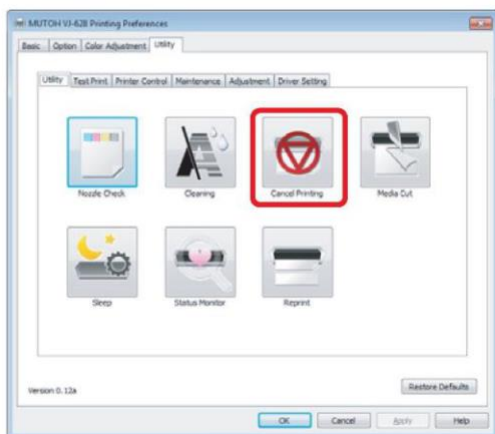 MUTOH VJ-628 Printing Preferences
Basic Option Color Adjustment Utility
Utility Test Print Printer Control Maintenance Adjustment Driver Setting
Nozzle Check Cleaning Cancel Printing Media Cut
Sleep Status Monitor Reprint
Version 0.12a Restore Defaults
OK Cancel Apply Help